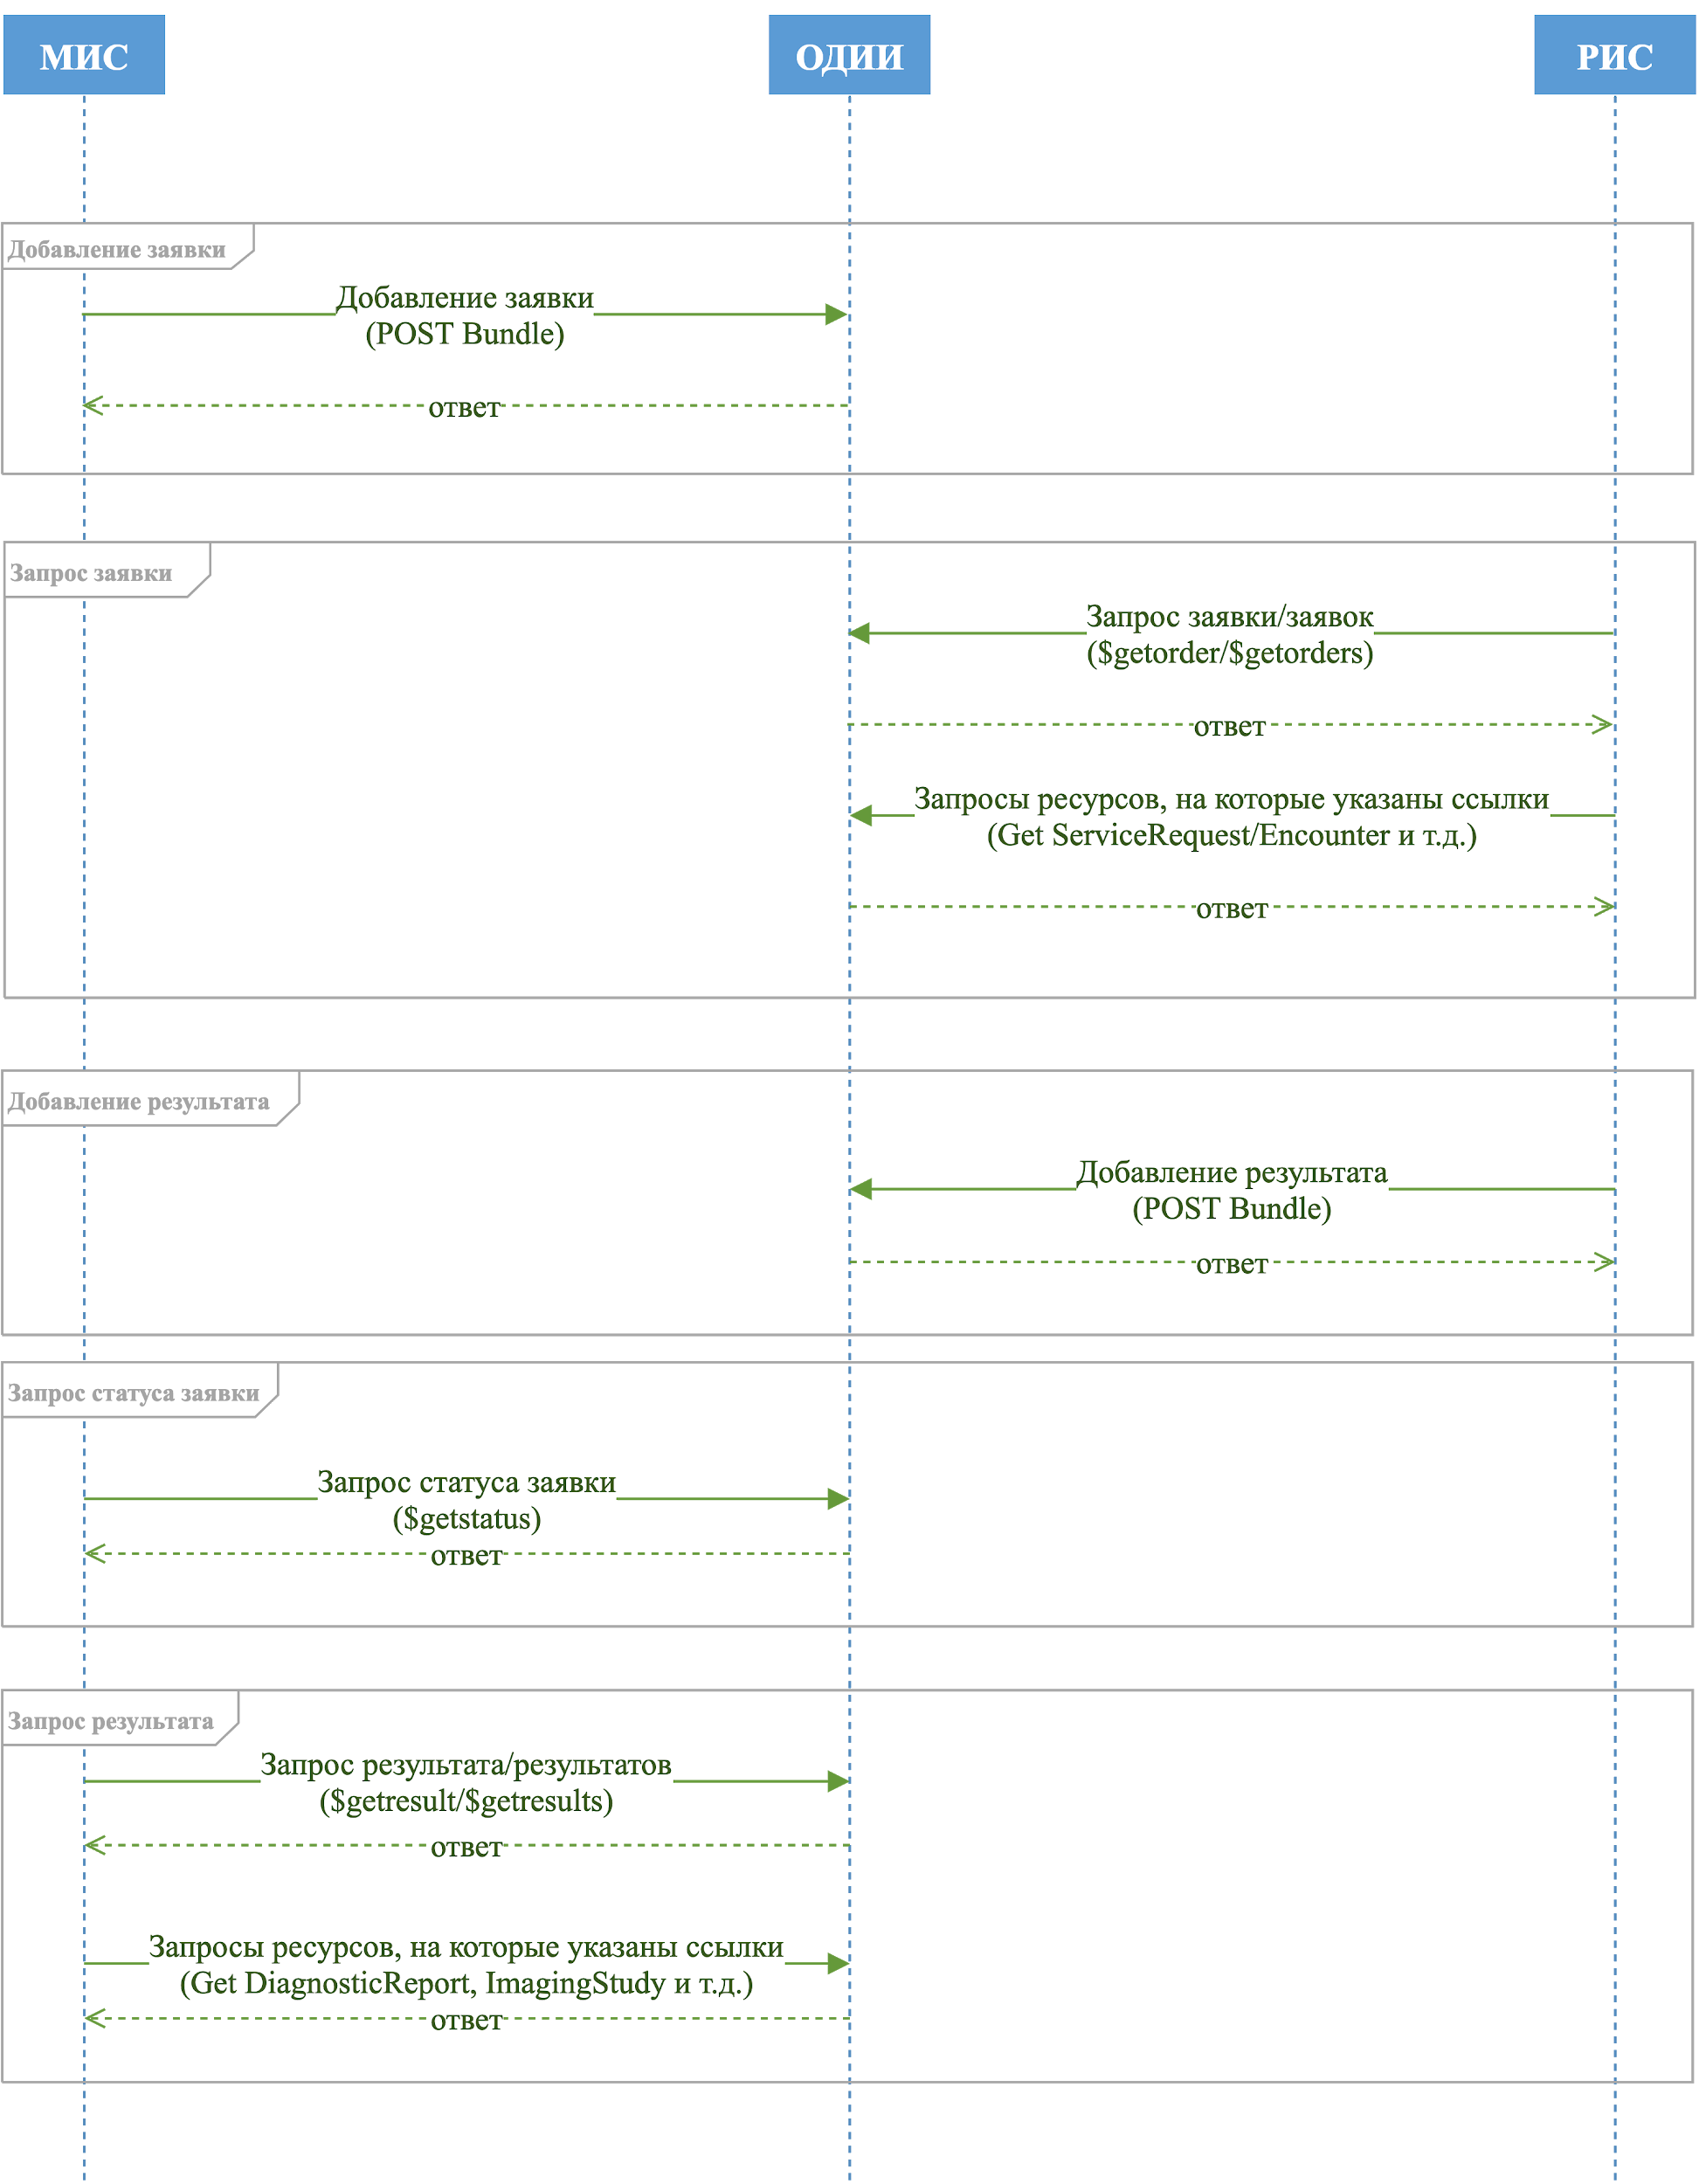 МИС
ОДИИ
РИС
Добавление заявки
Добавление заявки
(POST Bundle)
ответ
Запрос заявки
Запрос заявки/заявок
($getorder/$getorders)
ответ
Запросы ресурсов, на которые указаны ссылки
(Get ServiceRequest/Encounter и т.д.)
ответ
Добавление результата
Добавление результата
(POST Bundle)
ответ
Запрос статуса заявки
Запрос статуса заявки
($getstatus)
ответ
Запрос результата
Запрос результата/результатов
($getresult/$getresults)
ответ
Запросы ресурсов, на которые указаны ссылки
(Get DiagnosticReport, ImagingStudy и т.д.)
ответ